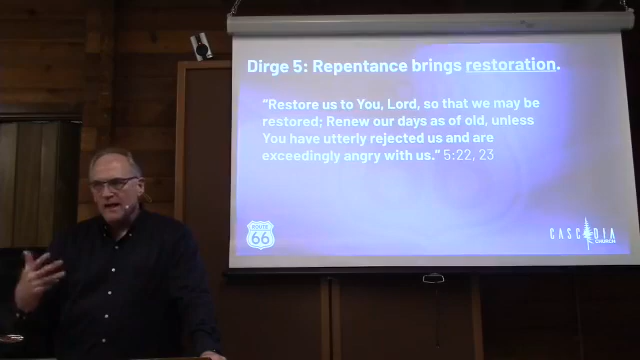 Dirge 5: Repentance brings restoration.
“Restore us to You, Lord, so that we may be
restored; Renew our days as of old, unless
You have utterly rejected us and are
exceedingly angry with us.” 5:22, 23
ROUTE
66
CASCADIA
CHURCH